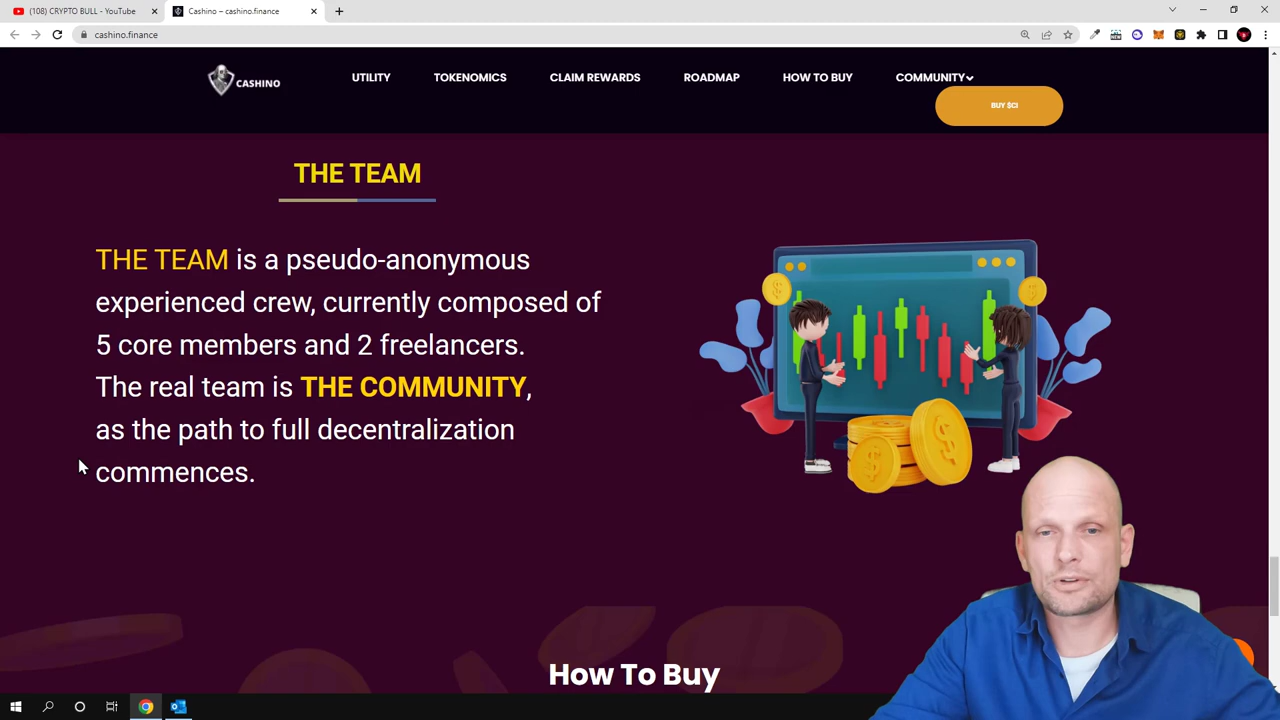 (108) CRYPTO BULL - YouTube
Cashino – cashino.finance
cashino.finance
CASHINO
UTILITY
TOKENOMICS
CLAIM REWARDS
ROADMAP
HOW TO BUY
COMMUNITY
BUY $CI
THE TEAM
THE TEAM is a pseudo-anonymous
experienced crew, currently composed of
5 core members and 2 freelancers.
The real team is THE COMMUNITY,
as the path to full decentralization
commences.
How To Buy